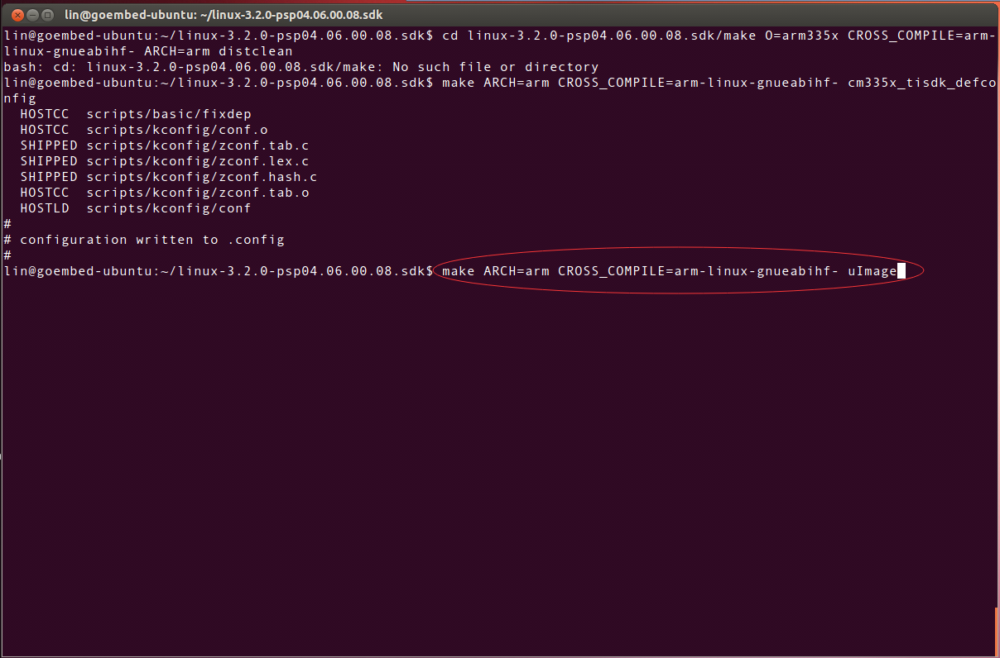 lin@goembed-ubuntu: ~/linux-3.2.0-psp04.06.00.08.sdk
lin@goembed-ubuntu:~/linux-3.2.0-psp04.06.00.08.sdk$ cd linux-3.2.0-psp04.06.00.08.sdk/make O=arm335x CROSS_COMPILE=arm-
linux-gnueabihf- ARCH=arm distclean
bash: cd: linux-3.2.0-psp04.06.00.08.sdk/make: No such file or directory
lin@goembed-ubuntu:~/linux-3.2.0-psp04.06.00.08.sdk$ make ARCH=arm CROSS_COMPILE=arm-linux-gnueabihf- cm335x_tisdk_defco
nfig
  HOSTCC  scripts/basic/fixdep
  HOSTCC  scripts/kconfig/conf.o
  SHIPPED scripts/kconfig/zconf.tab.c
  SHIPPED scripts/kconfig/zconf.lex.c
  SHIPPED scripts/kconfig/zconf.hash.c
  HOSTCC  scripts/kconfig/zconf.tab.o
  HOSTLD  scripts/kconfig/conf
#
# configuration written to .config
#
lin@goembed-ubuntu:~/linux-3.2.0-psp04.06.00.08.sdk$ make ARCH=arm CROSS_COMPILE=arm-linux-gnueabihf- uImage